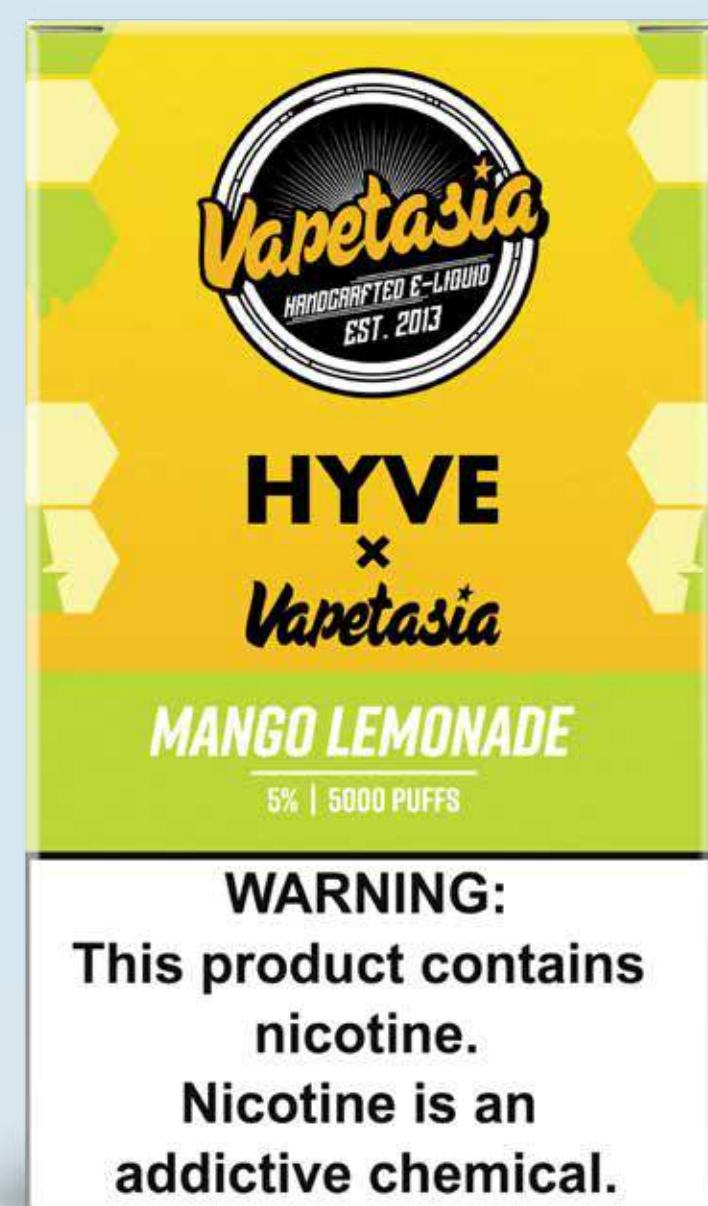 Vapetasia
HANDCRAFTED E-LIQUID
EST. 2013
HYVE
×
Vapetasia
MANGO LEMONADE
5% | 5000 PUFFS
WARNING:
This product contains
nicotine.
Nicotine is an
addictive chemical.